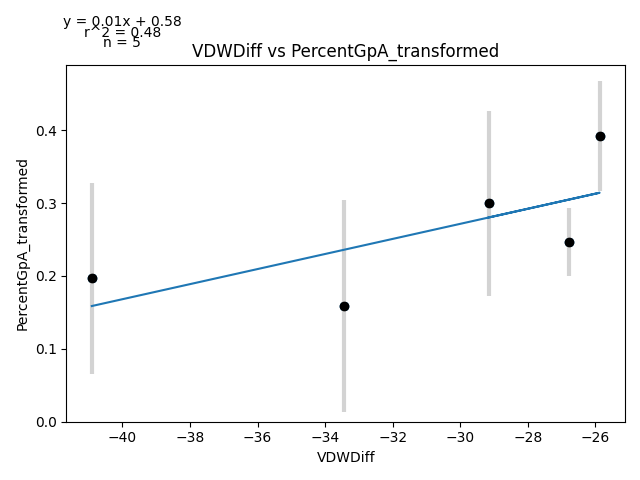 y = 0.01x + 0.58
r^2 = 0.48
n = 5
VDWDiff vs PercentGpA_transformed
PercentGpA_transformed
0.4
0.3
0.2
0.1
0.0
−40
−38
−36
−34
−32
−30
−28
−26
VDWDiff